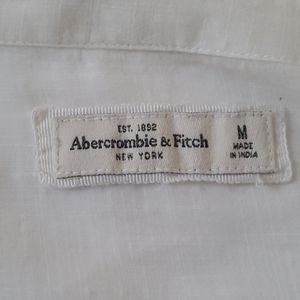 EST. 1892
Abercrombie & Fitch
NEW YORK
M
MADE
IN INDIA